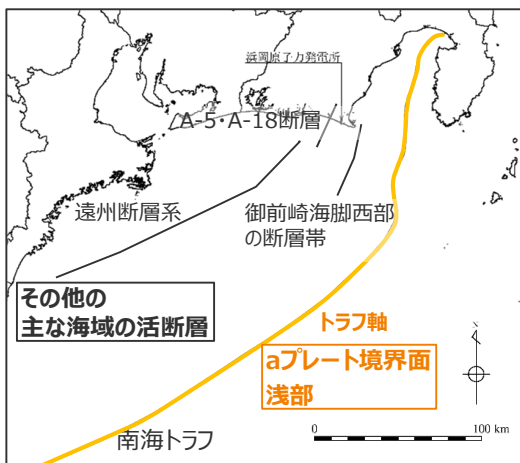 浜岡原子力発電所
A-5・A-18断層
遠州断層系
御前崎海脚西部
の断層帯
その他の
主な海域の活断層
トラフ軸
aプレート境界面
浅部
南海トラフ
N
0 100 km